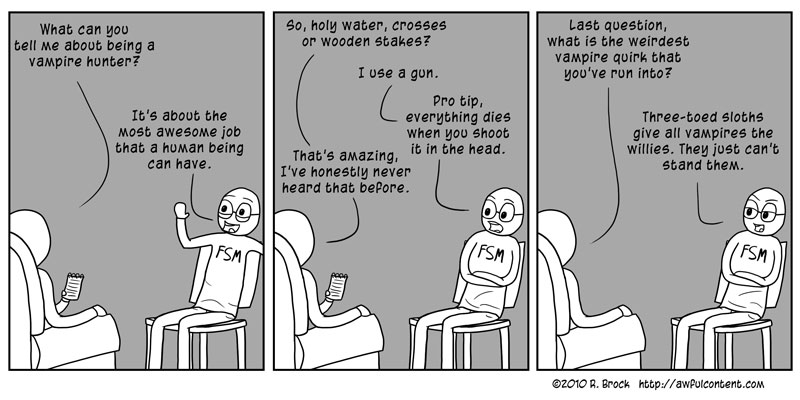 What can you
tell me about being a
vampire hunter?
It's about the
most awesome job
that a human being
can have.
FSM
So, holy water, crosses
or wooden stakes?
I use a gun.
Pro tip,
everything dies
when you shoot
it in the head.
That's amazing,
I've honestly never
heard that before.
FSM
Last question,
what is the weirdest
vampire quirk that
you've run into?
Three-toed sloths
give all vampires the
willies. They just can't
stand them.
FSM
©2010 R. Brock http://awfulcontent.com